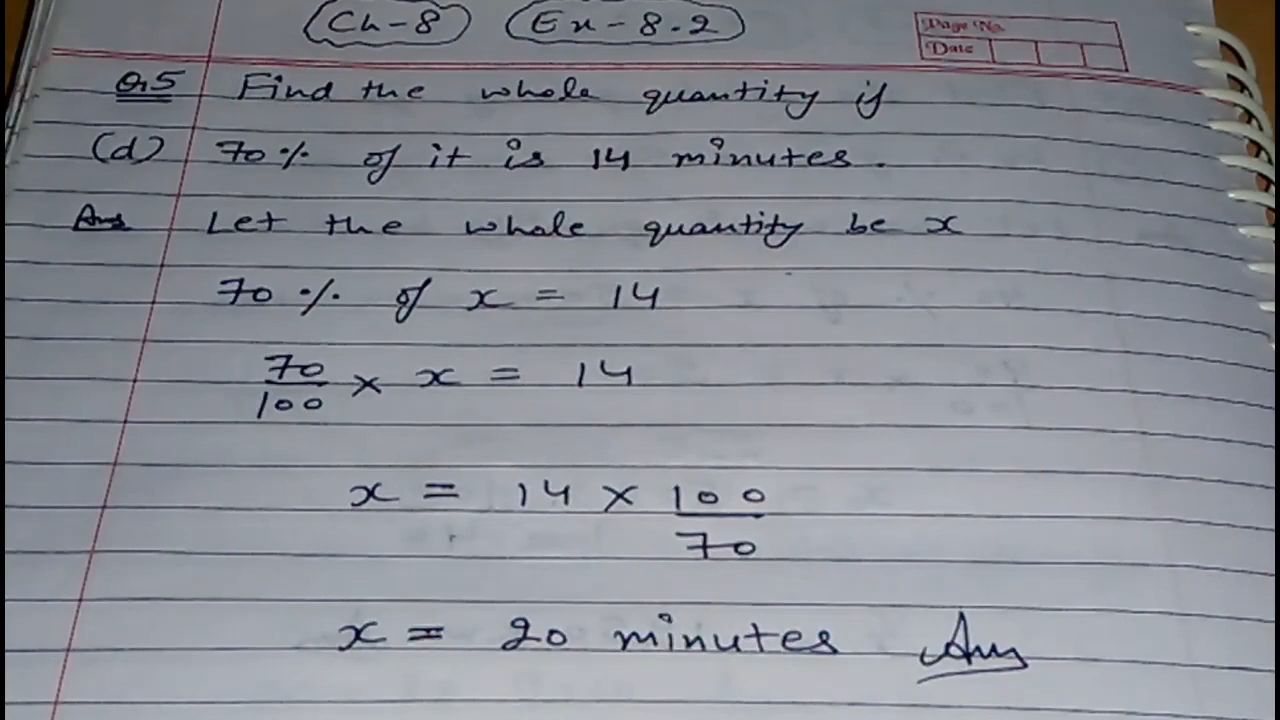 Ch-8 Ex-8.2
Page No.
Date
Q.5 Find the whole quantity if
(d) 70% of it is 14 minutes.
Ans Let the whole quantity be x
70% of x = 14
70/100 × x = 14
x = 14 × 100/70
x = 20 minutes Ans